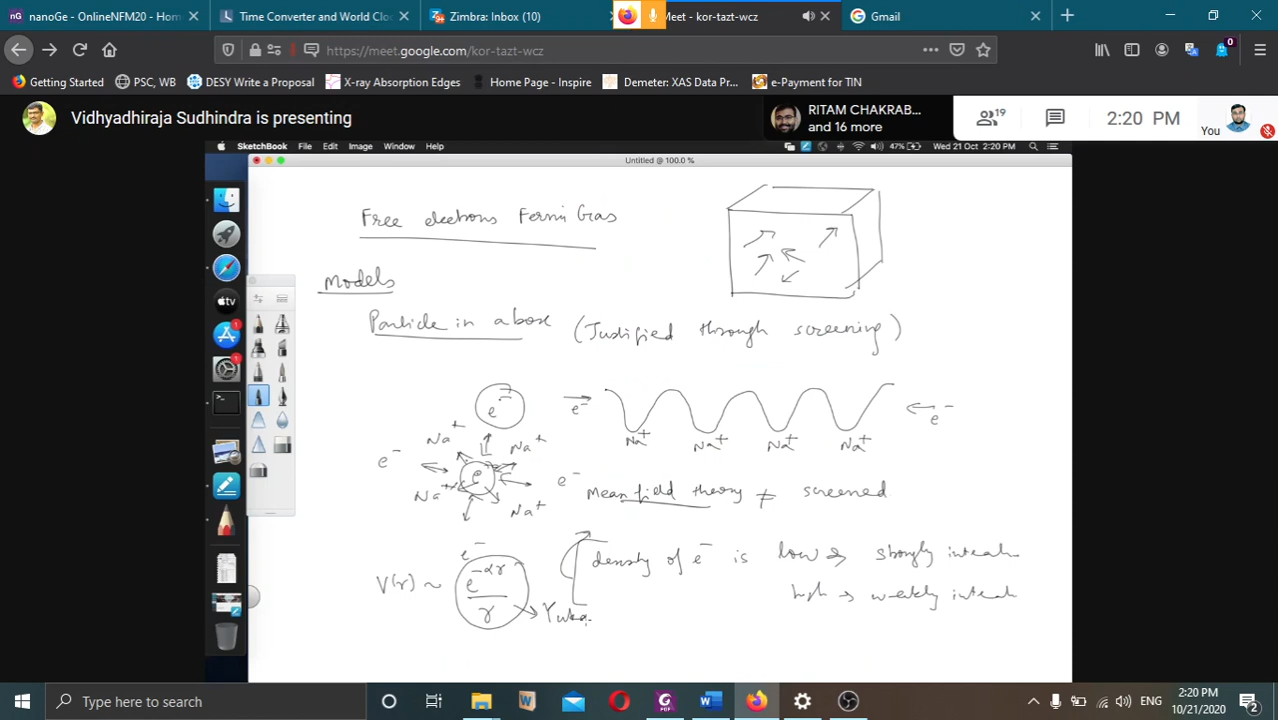 nanoGe - OnlineNFM20 - Hom
Time Converter and World Clo
Zimbra: Inbox (10)
Meet - kor-tazt-wcz
Gmail
https://meet.google.com/kor-tazt-wcz
0
Getting Started
PSC, WB
DESY Write a Proposal
X-ray Absorption Edges
Home Page - Inspire
Demeter: XAS Data Pr...
e-Payment for TIN
Vidhyadhiraja Sudhindra is presenting
RITAM CHAKRAB...
and 16 more
19
2:20 PM
You
SketchBook File Edit Image Window Help
47% Wed 21 Oct 2:20 PM
Untitled @ 100.0 %
Free electrons Fermi Gas
Models
Particle in a box (Justified through screening)
e⁻
e⁻
Na⁺ Na⁺ Na⁺ Na⁺
e⁻
Na⁺ Na⁺
e⁻
e⁻
e⁻
Na⁺ Na⁺
Mean field theory ≠ screened
e⁻
density of e⁻ is low → strongly
V(r) ~ e^-αr / r
high → weakly
tv
Type here to search
ENG
2:20 PM
10/21/2020
2